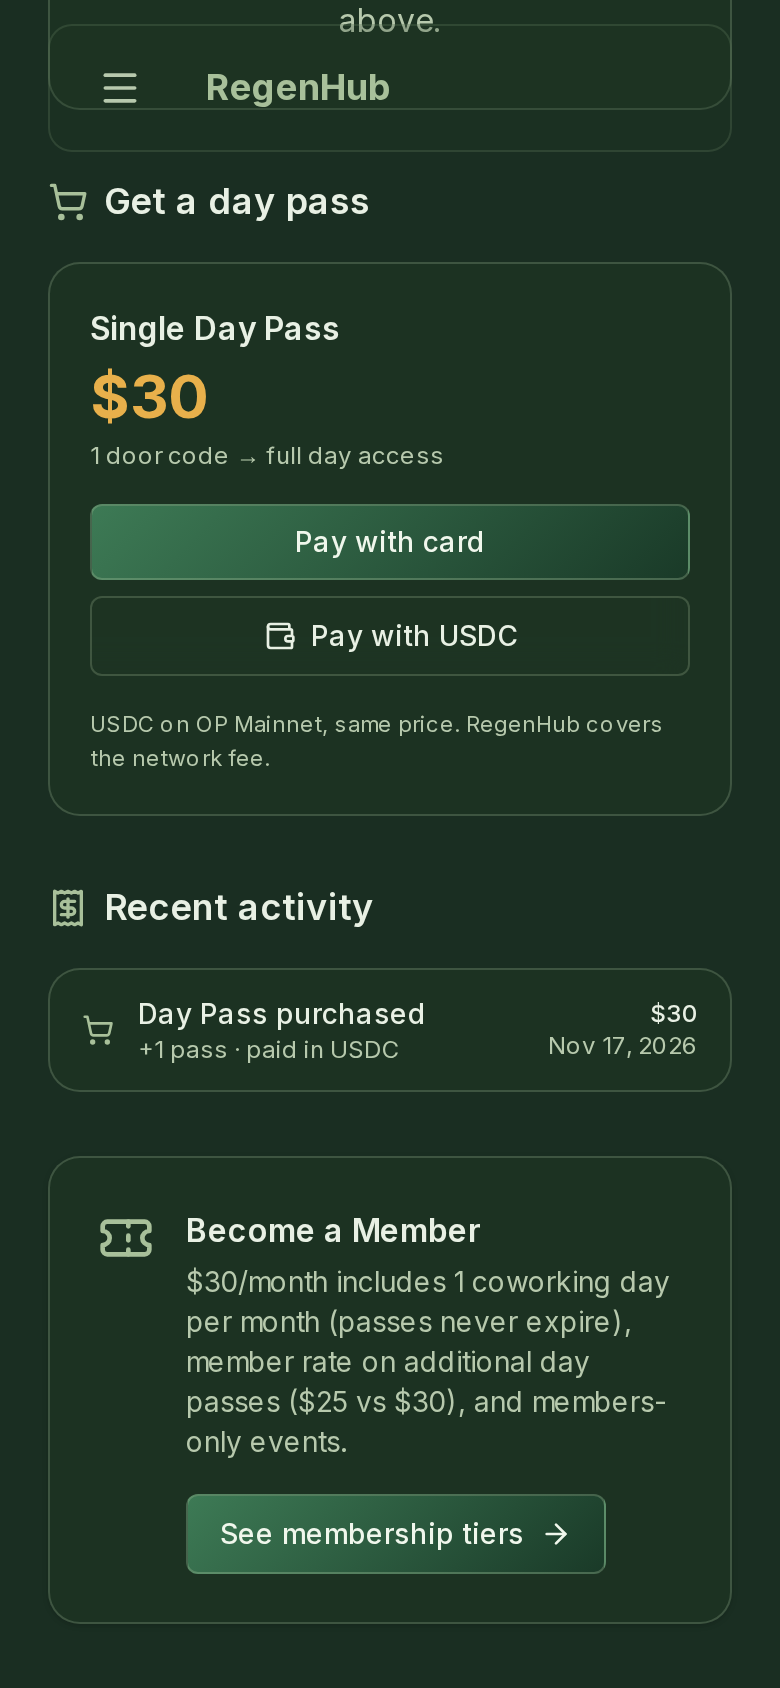 above.
RegenHub
Get a day pass
Single Day Pass
$30
1 door code → full day access
Pay with card
Pay with USDC
USDC on OP Mainnet, same price. RegenHub covers
the network fee.
Recent activity
Day Pass purchased
$30
+1 pass · paid in USDC
Nov 17, 2026
Become a Member
$30/month includes 1 coworking day
per month (passes never expire),
member rate on additional day
passes ($25 vs $30), and members-
only events.
See membership tiers →